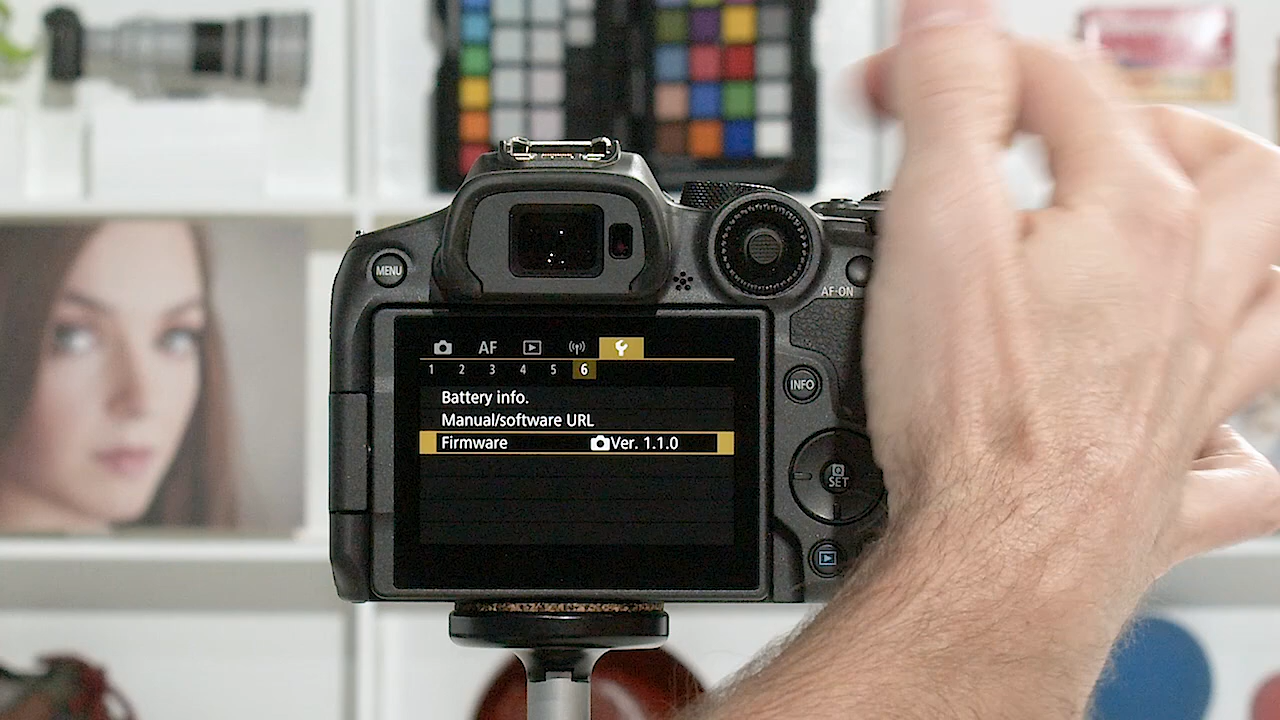 MENU
AF-ON
AF
1 2 3 4 5 6
INFO
Battery info.
Manual/software URL
Firmware Ver. 1.1.0
Q
SET